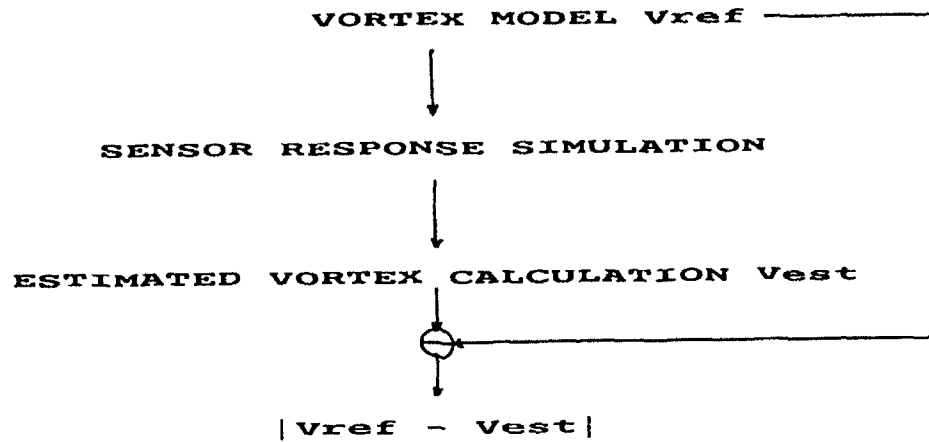 VORTEX MODEL Vref
SENSOR RESPONSE SIMULATION
ESTIMATED VORTEX CALCULATION Vest
|Vref - Vest|